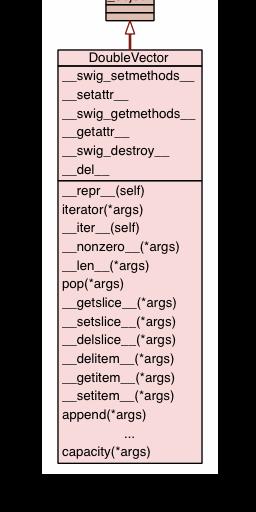 DoubleVector
__swig_setmethods__
__setattr__
__swig_getmethods__
__getattr__
__swig_destroy__
__del__
__repr__(self)
iterator(*args)
__iter__(self)
__nonzero__(*args)
__len__(*args)
pop(*args)
__getslice__(*args)
__setslice__(*args)
__delslice__(*args)
__delitem__(*args)
__getitem__(*args)
__setitem__(*args)
append(*args)
...
capacity(*args)